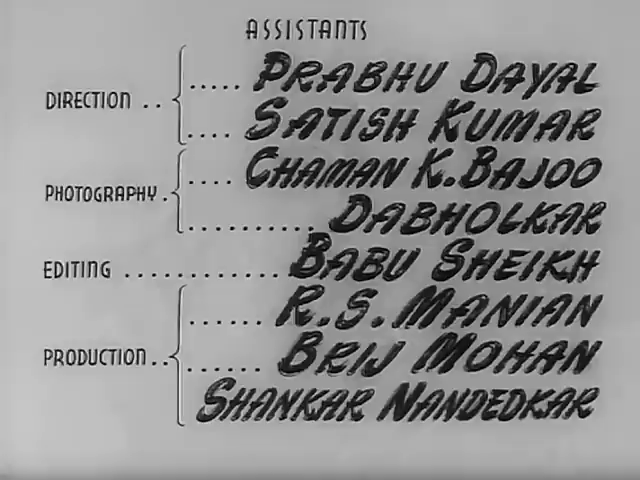 ASSISTANTS
DIRECTION .. ..... PRABHU DAYAL
.... SATISH KUMAR
PHOTOGRAPHY . .... CHAMAN K. BAJOO
........... DABHOLKAR
EDITING ............ BABU SHEIKH
...... R.S. MANIAN
PRODUCTION .. ...... BRIJ MOHAN
SHANKAR NANDEDKAR